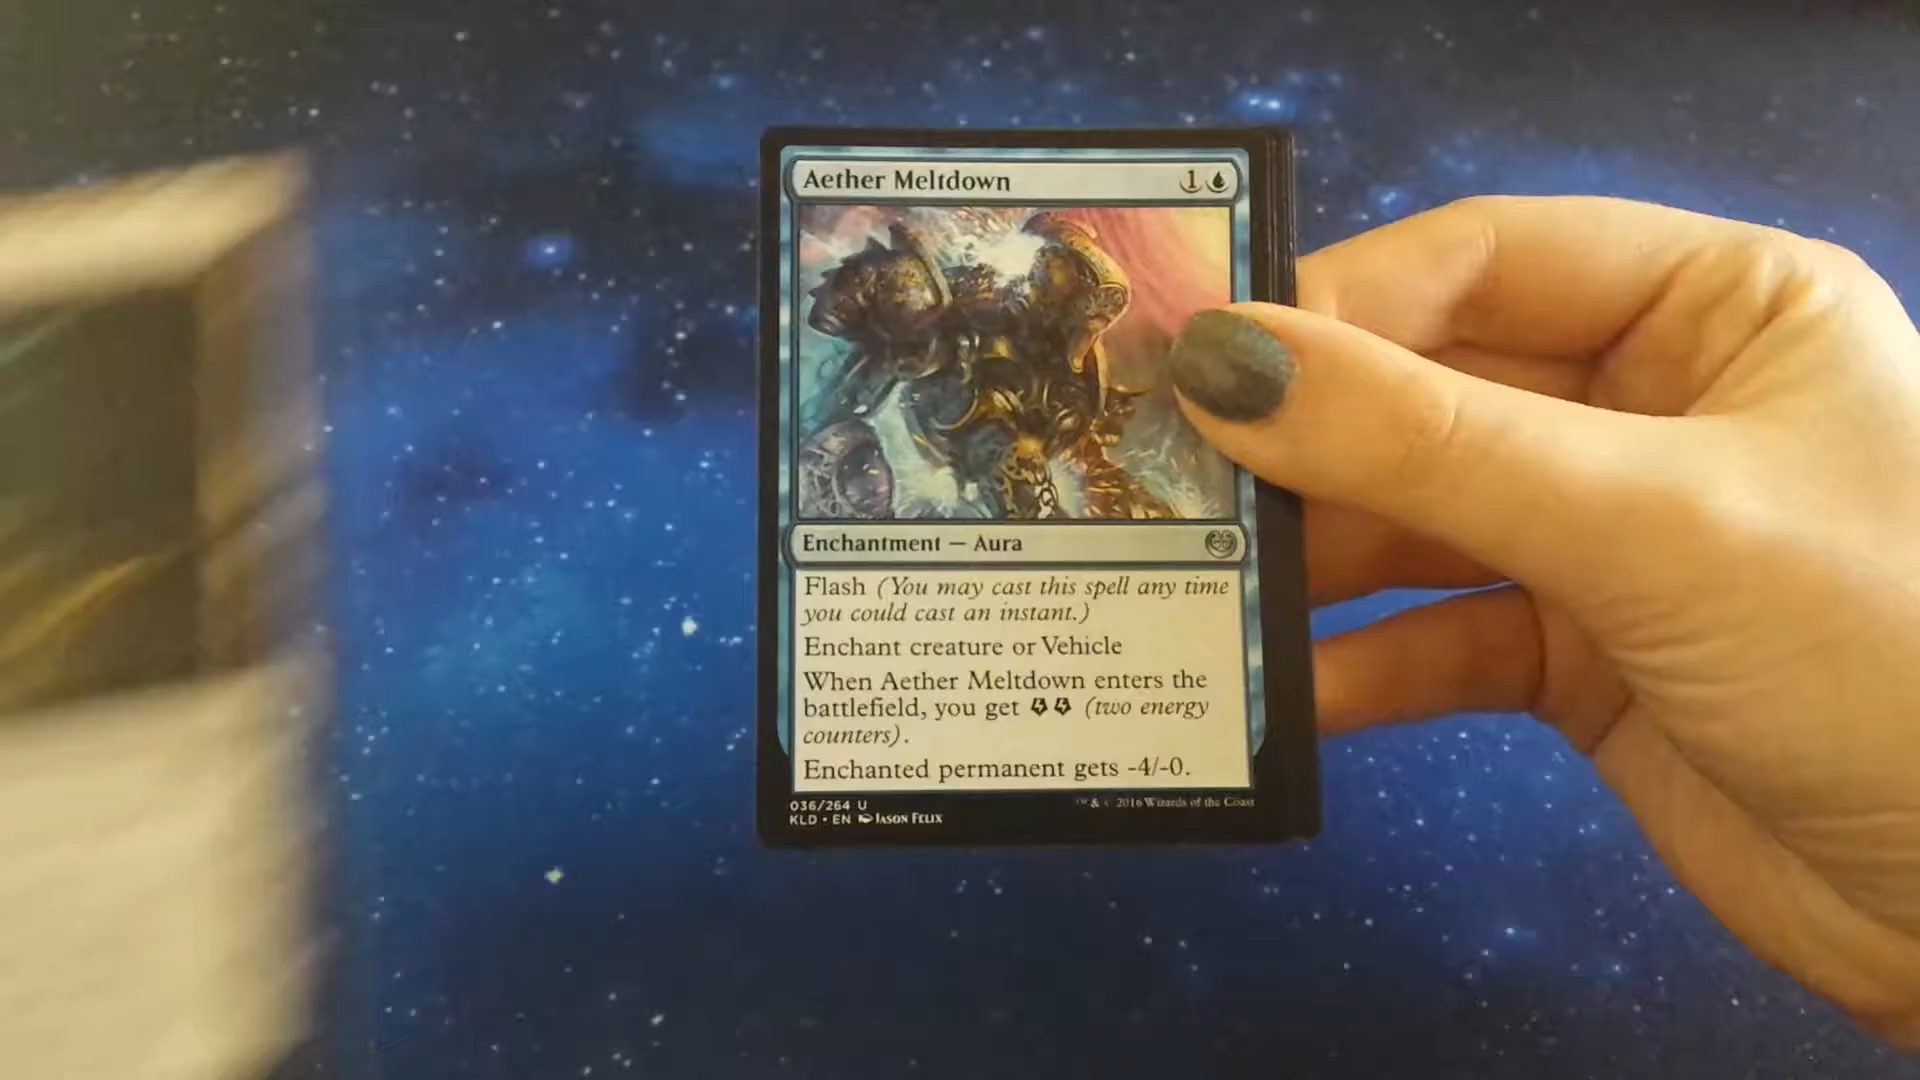 Aether Meltdown 1
Enchantment — Aura
Flash (You may cast this spell any time
you could cast an instant.)
Enchant creature or Vehicle
When Aether Meltdown enters the
battlefield, you get (two energy
counters).
Enchanted permanent gets -4/-0.
036/264 U
KLD • EN JASON FELIX
™ & © 2016 Wizards of the Coast